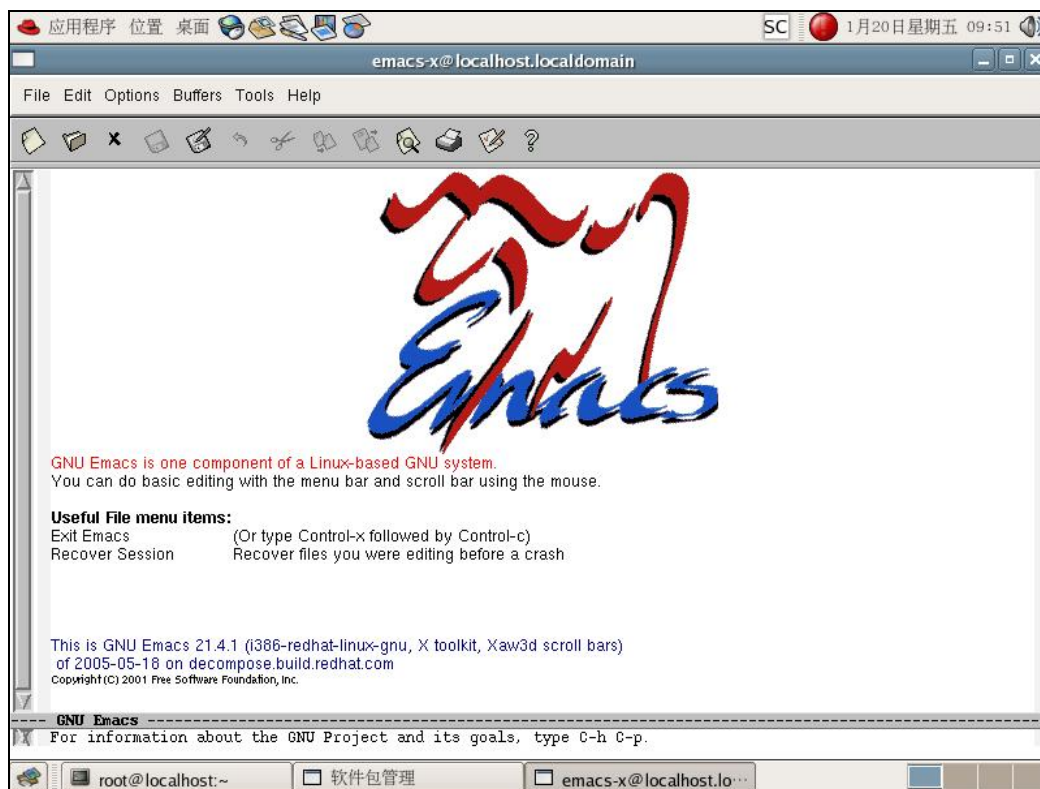 应用程序 位置 桌面 SC 1月20日星期五 09:51
emacs-x@localhost.localdomain
File Edit Options Buffers Tools Help
Emacs
GNU Emacs is one component of a Linux-based GNU system.
You can do basic editing with the menu bar and scroll bar using the mouse.
Useful File menu items:
Exit Emacs (Or type Control-x followed by Control-c)
Recover Session Recover files you were editing before a crash
This is GNU Emacs 21.4.1 (i386-redhat-linux-gnu, X toolkit, Xaw3d scroll bars)
of 2005-05-18 on decompose.build.redhat.com
Copyright (C) 2001 Free Software Foundation, Inc.
---- GNU Emacs ----
For information about the GNU Project and its goals, type C-h C-p.
root@localhost:~ 软件包管理 emacs-x@localhost.lo···